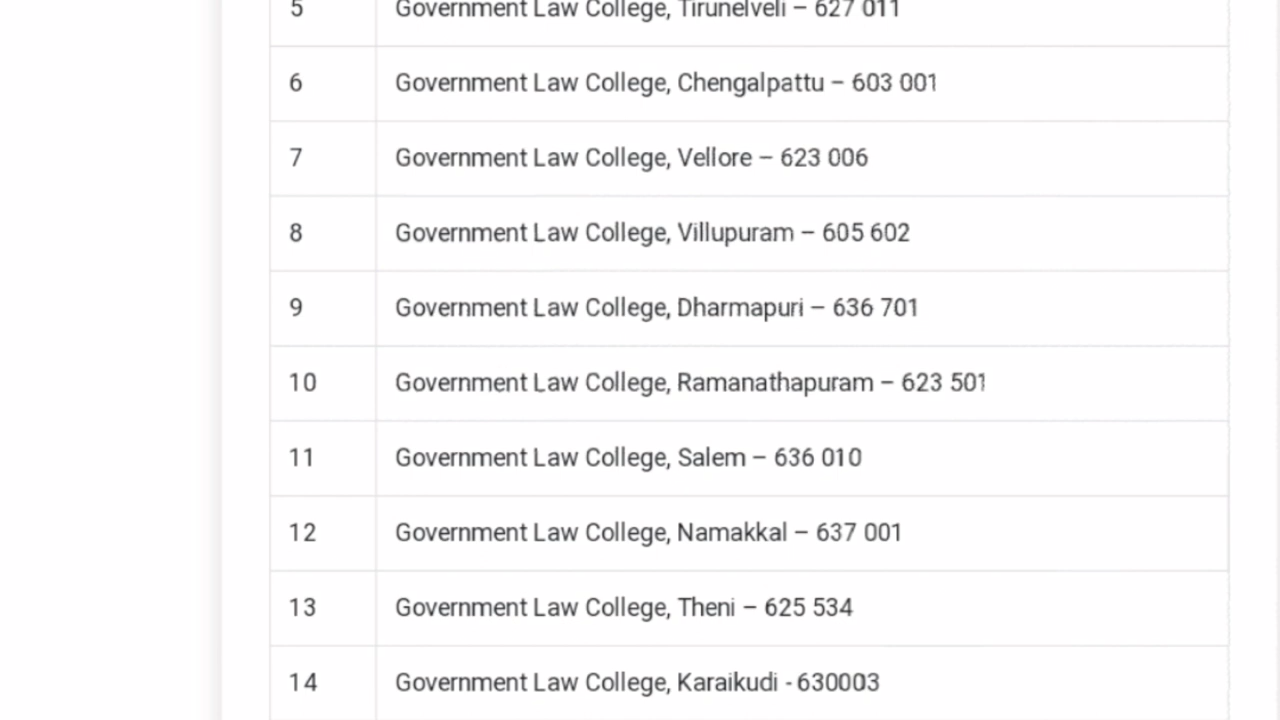 5 Government Law College, Tirunelveli – 627 011
6 Government Law College, Chengalpattu – 603 001
7 Government Law College, Vellore – 623 006
8 Government Law College, Villupuram – 605 602
9 Government Law College, Dharmapuri – 636 701
10 Government Law College, Ramanathapuram – 623 501
11 Government Law College, Salem – 636 010
12 Government Law College, Namakkal – 637 001
13 Government Law College, Theni – 625 534
14 Government Law College, Karaikudi - 630003